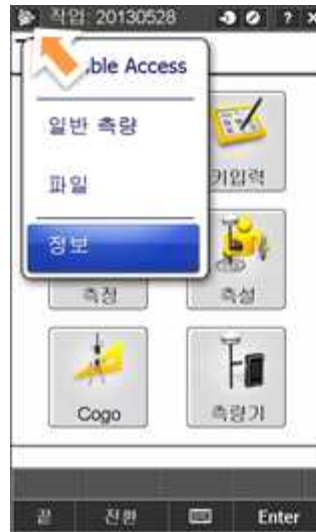 작업: 20130528
? x
ble Access
일반 측량
파일
정보
키입력
측정
측설
Cogo
측량기
끝
전환
Enter